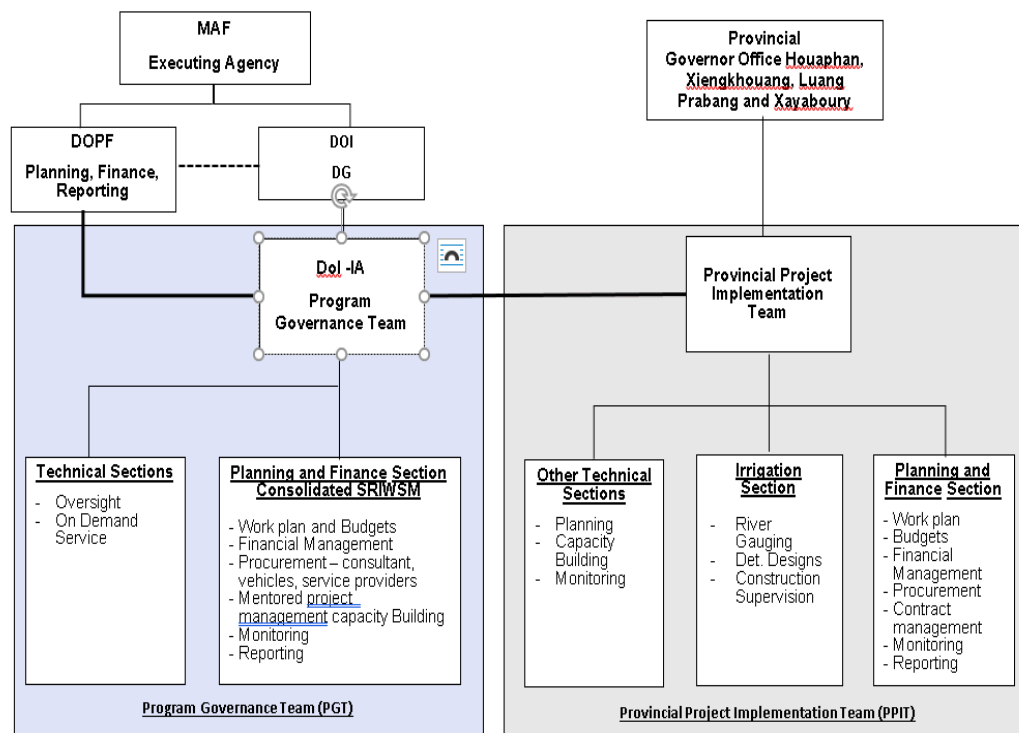 MAF
Executing Agency
Provincial
Governor Office Houaphan,
Xiengkhouang, Luang
Prabang and Xayaboury
DOPF
Planning, Finance,
Reporting
DOI
DG
DoI -IA
Program
Governance Team
Provincial Project
Implementation
Team
Technical Sections
- Oversight
- On Demand
Service
Planning and Finance Section
Consolidated SRIWSM
- Work plan and Budgets
- Financial Management
- Procurement – consultant,
vehicles, service providers
- Mentored project
management capacity Building
- Monitoring
- Reporting
Other Technical
Sections
- Planning
- Capacity
Building
- Monitoring
Irrigation
Section
- River
Gauging
- Det. Designs
- Construction
Supervision
Planning and
Finance Section
- Work plan
- Budgets
- Financial
Management
- Procurement
- Contract
management
- Monitoring
- Reporting
Program Governance Team (PGT)
Provincial Project Implementation Team (PPIT)